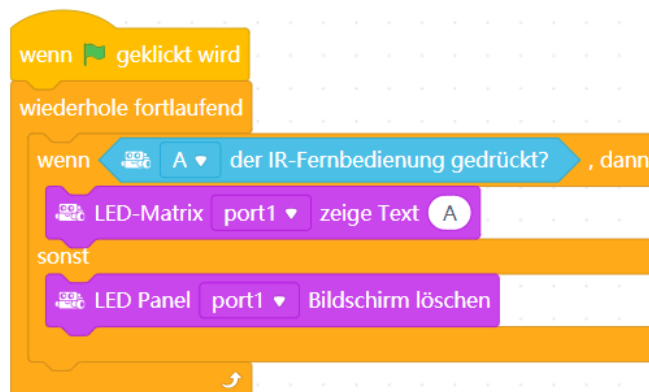 wenn geklickt wird
wiederhole fortlaufend
wenn A der IR-Fernbedienung gedrückt? , dann
LED-Matrix port1 zeige Text A
sonst
LED Panel port1 Bildschirm löschen